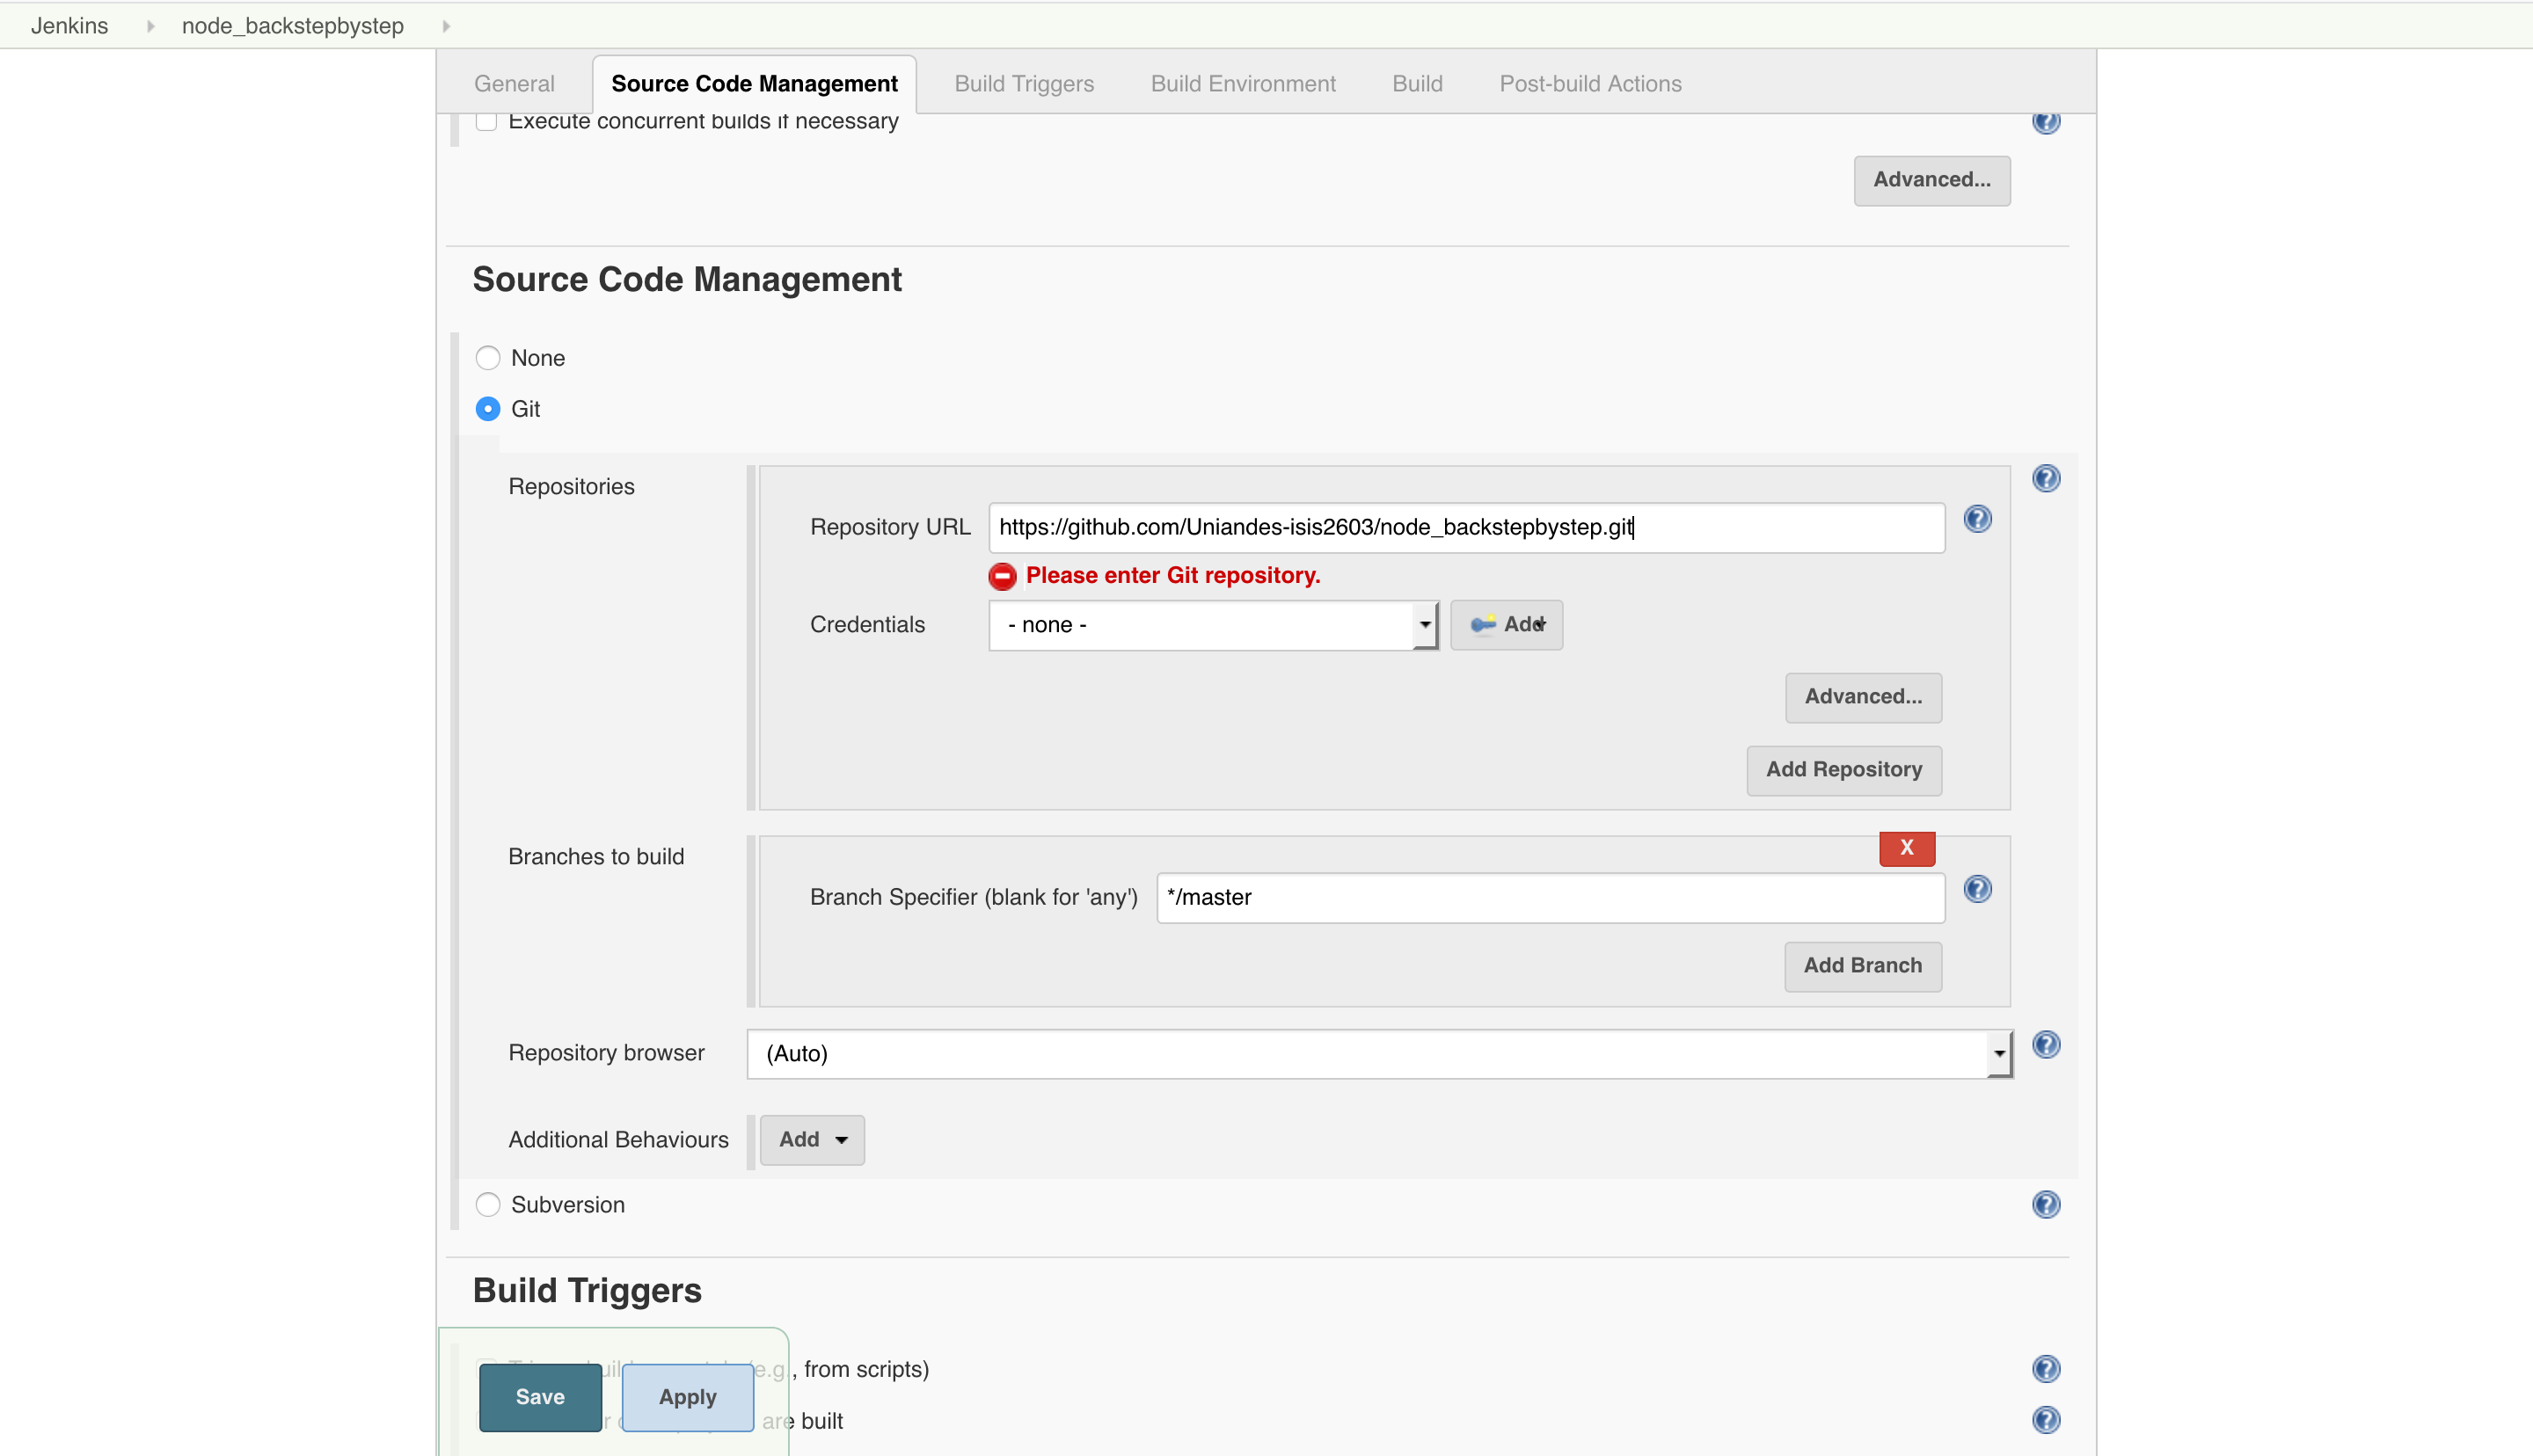 Jenkins node_backstepbystep
General Source Code Management Build Triggers Build Environment Build Post-build Actions
Execute concurrent builds if necessary
Advanced...
Source Code Management
None
Git
Repositories
Repository URL https://github.com/Uniandes-isis2603/node_backstepbystep.git
Please enter Git repository.
Credentials - none - Add
Advanced...
Add Repository
Branches to build
X
Branch Specifier (blank for 'any') */master
Add Branch
Repository browser (Auto)
Additional Behaviours Add
Subversion
Build Triggers
(e.g., from scripts)
Save Apply
are built